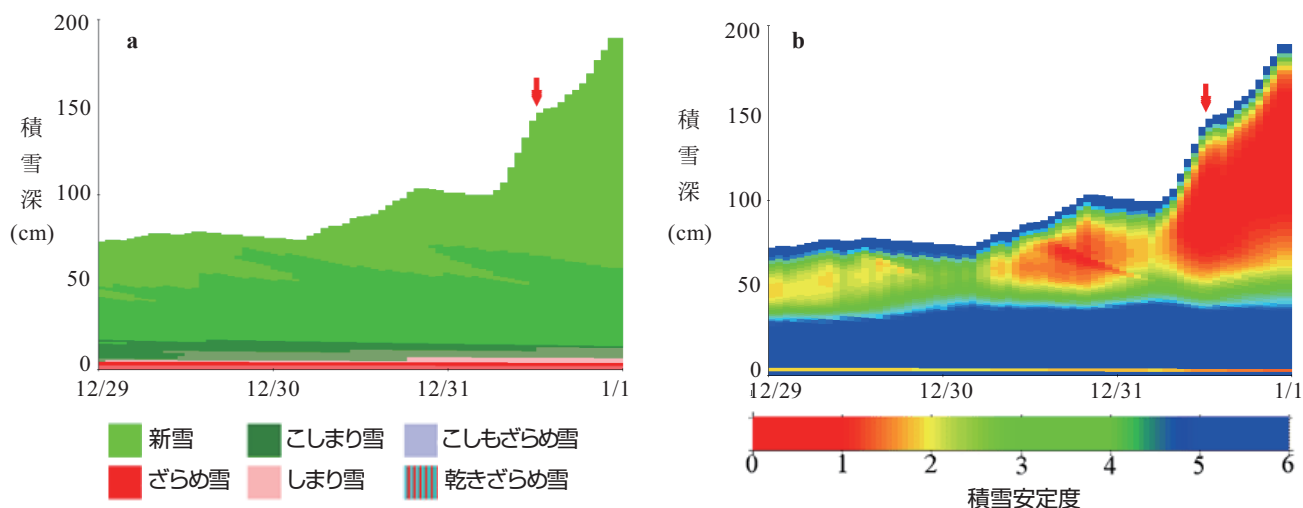 a
200
150
100
50
0
積雪深
(cm)
12/29
12/30
12/31
1/1
新雪
こしまり雪
こしもざらめ雪
ざらめ雪
しまり雪
乾きざらめ雪
b
200
150
100
50
0
積雪深
(cm)
12/29
12/30
12/31
1/1
0
1
2
3
4
5
6
積雪安定度